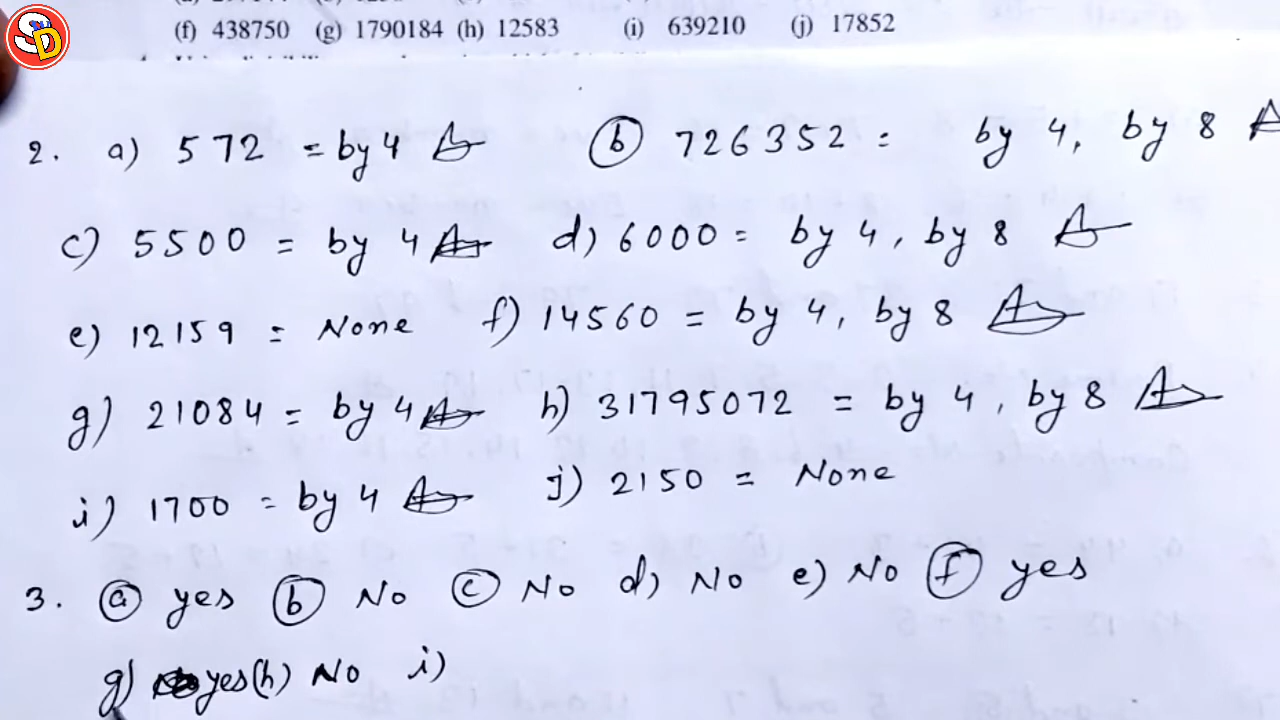 SD
(f) 438750 (g) 1790184 (h) 12583 (i) 639210 (j) 17852
2. a) 572 = by 4 (b) 726352 = by 4, by 8
c) 5500 = by 4 d) 6000 = by 4, by 8
e) 12159 = None f) 14560 = by 4, by 8
g) 21084 = by 4 h) 31795072 = by 4, by 8
i) 1700 = by 4 j) 2150 = None
3. (a) yes (b) No (c) No d) No e) No (f) yes
g) yes (h) No i)